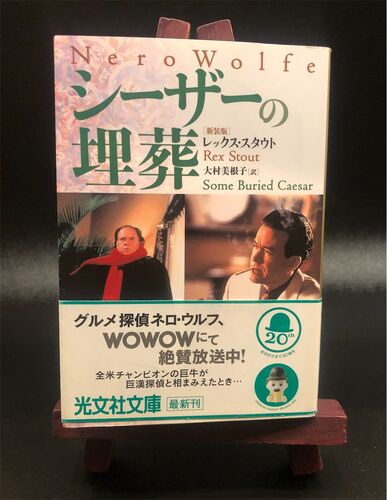 Nero Wolfe
シーザーの
埋葬
[新装版]
レックス・スタウト
Rex Stout
大村美根子[訳]
Some Buried Caesar
グルメ探偵ネロ・ウルフ、
WOWOWにて
絶賛放送中!
全米チャンピオンの巨牛が
巨漢探偵と相まみえたとき…
光文社文庫 最新刊
20th